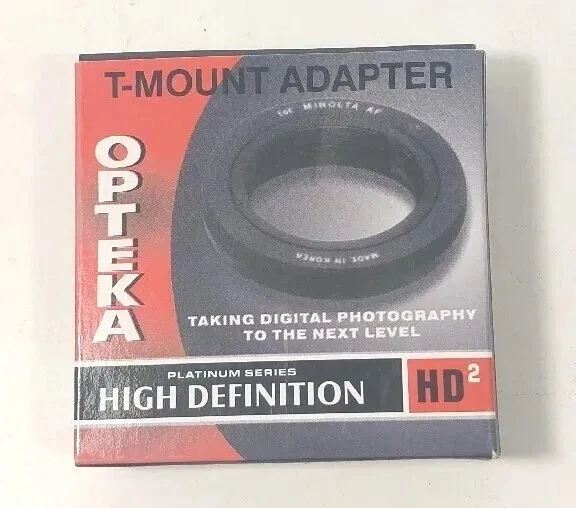 T-MOUNT ADAPTER
for MINOLTA AF
OPTEKA
MADE IN KOREA
TAKING DIGITAL PHOTOGRAPHY
TO THE NEXT LEVEL
PLATINUM SERIES
HIGH DEFINITION
HD²